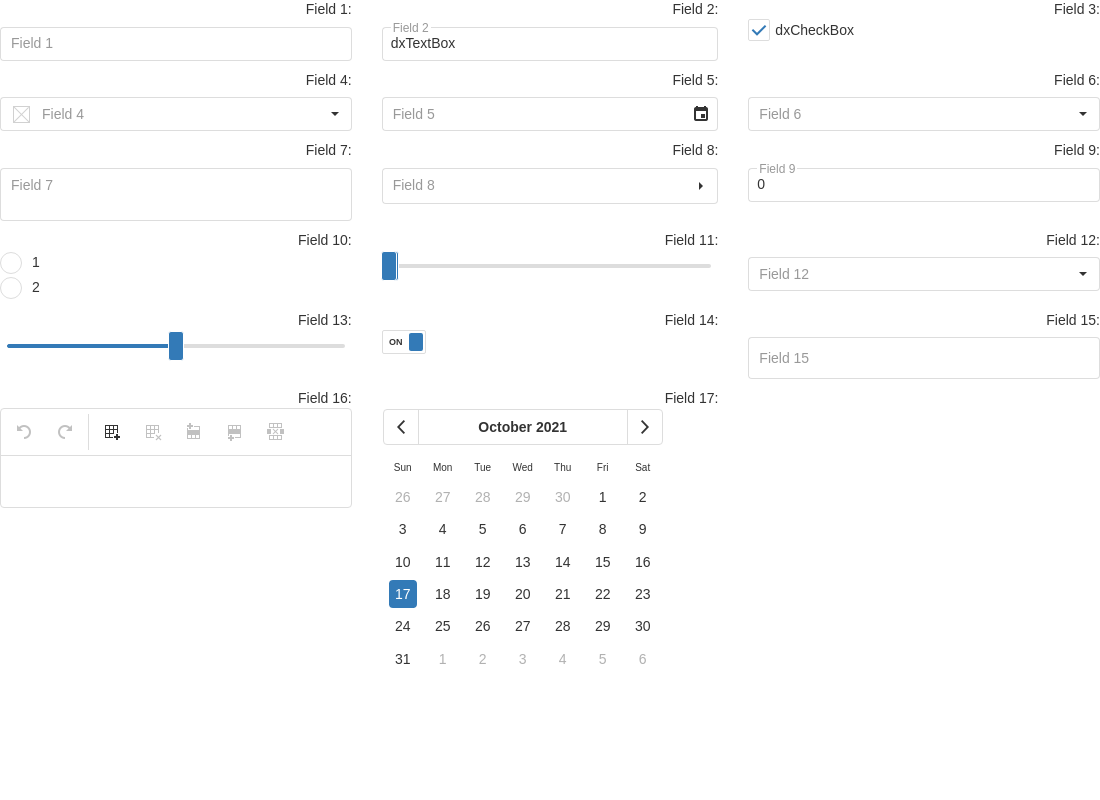 Field 1:
Field 2:
Field 3:
Field 1
Field 2
dxTextBox
dxCheckBox
Field 4:
Field 5:
Field 6:
Field 4
Field 5
Field 6
Field 7:
Field 8:
Field 9:
Field 7
Field 8
Field 9
0
Field 10:
Field 11:
Field 12:
1
2
Field 12
Field 13:
Field 14:
Field 15:
ON
Field 15
Field 16:
Field 17:
October 2021
Sun Mon Tue Wed Thu Fri Sat
26 27 28 29 30 1 2
3 4 5 6 7 8 9
10 11 12 13 14 15 16
17 18 19 20 21 22 23
24 25 26 27 28 29 30
31 1 2 3 4 5 6